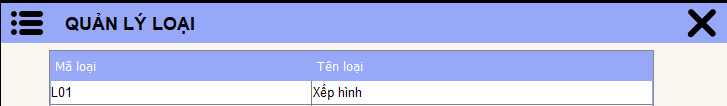 QUẢN LÝ LOẠI
Mã loại Tên loại
L01 Xếp hình